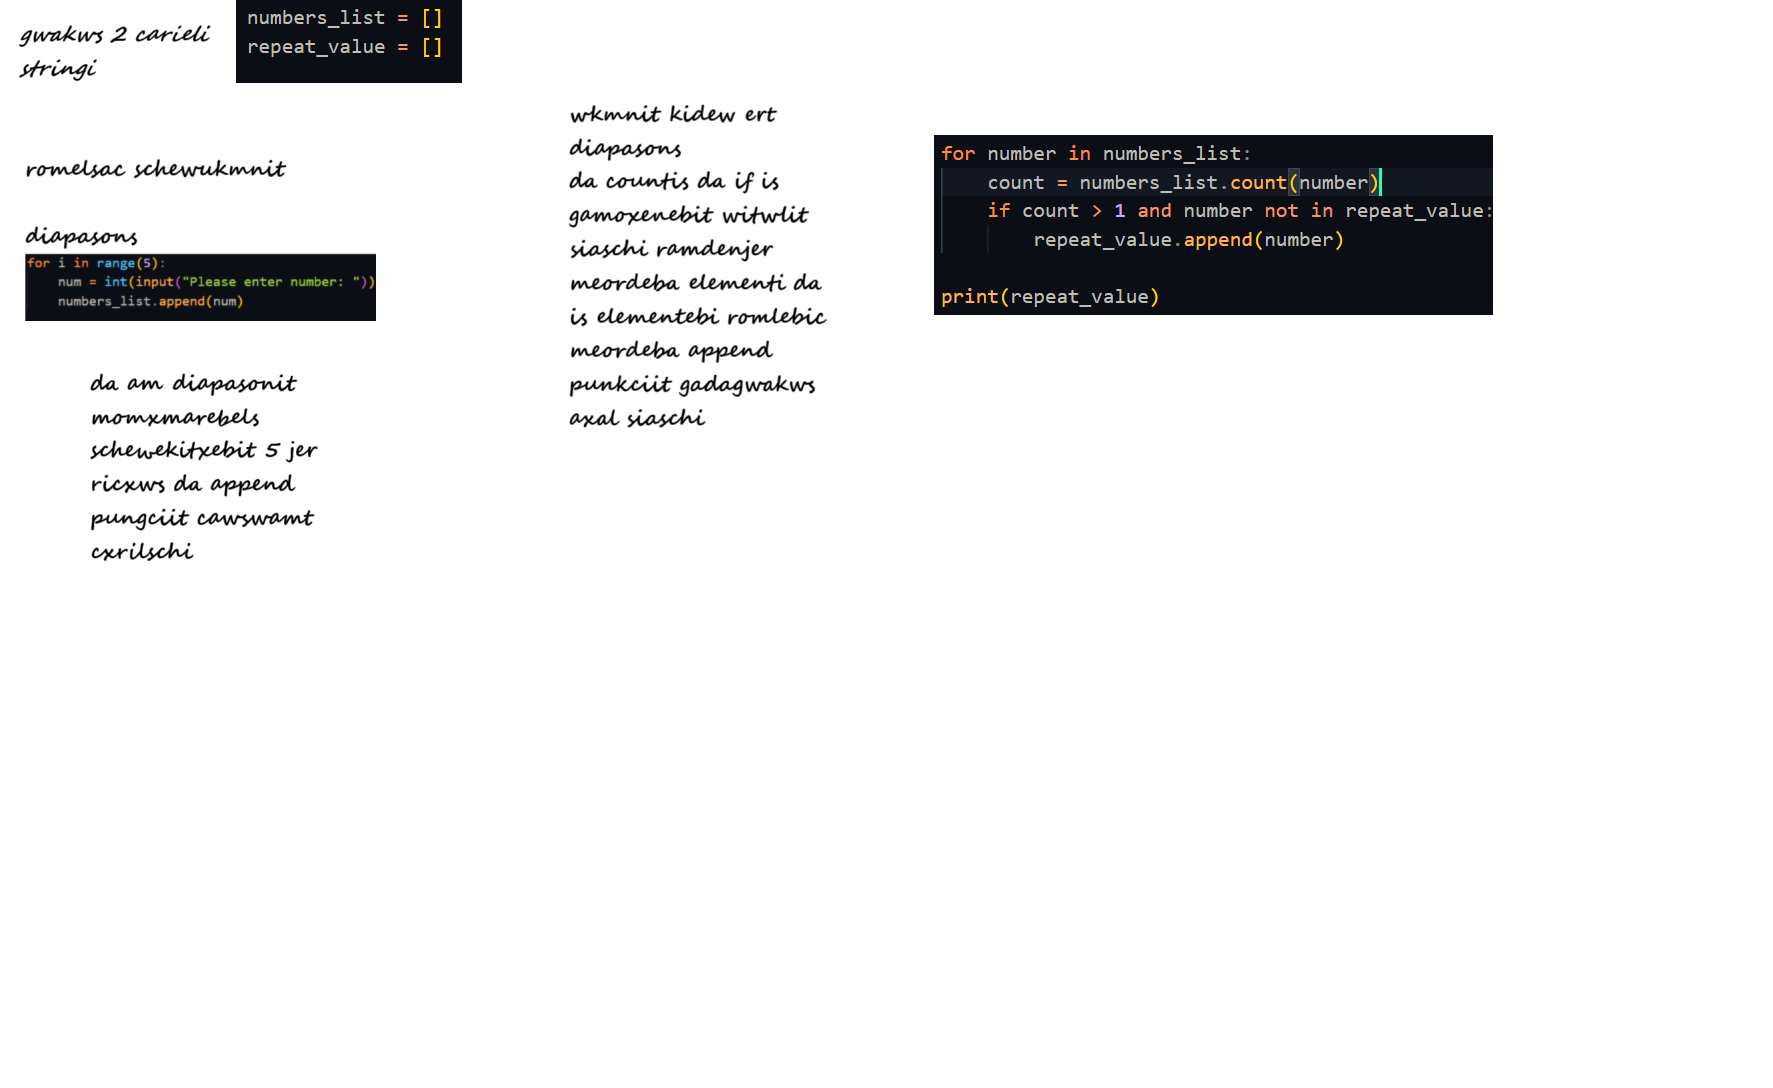 gwakws 2 carieli
stringi
numbers_list = []
repeat_value = []
romelsac schewukmnit
diapasons
for i in range(5):
    num = int(input("Please enter number: "))
    numbers_list.append(num)
da am diapasonit
momxmarebels
schewekitxebit 5 jer
ricxws da append
pungciit cawswamt
cxrilschi
wkmnit kidew ert
diapasons
da countis da if is
gamoxenebit witwlit
siaschi ramdenjer
meordeba elementi da
is elementebi romlebic
meordeba append
punkciit gadagwakws
axal siaschi
for number in numbers_list:
    count = numbers_list.count(number)
    if count > 1 and number not in repeat_value:
        repeat_value.append(number)
print(repeat_value)